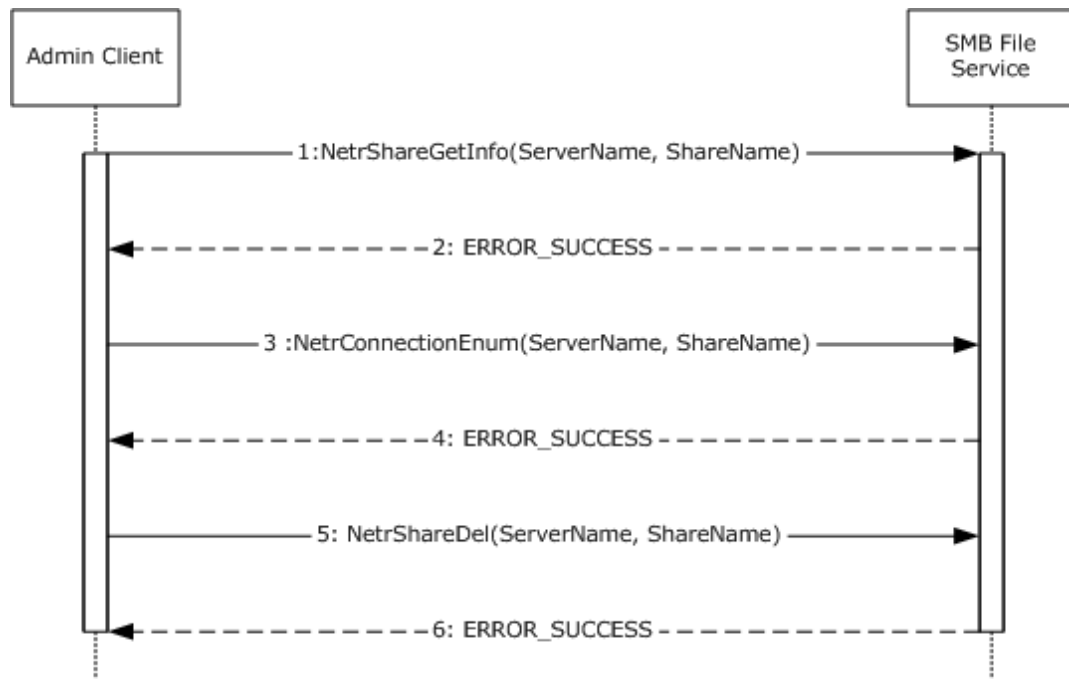 Admin Client
SMB File
Service
1:NetrShareGetInfo(ServerName, ShareName)
2: ERROR_SUCCESS
3 :NetrConnectionEnum(ServerName, ShareName)
4: ERROR_SUCCESS
5: NetrShareDel(ServerName, ShareName)
6: ERROR_SUCCESS